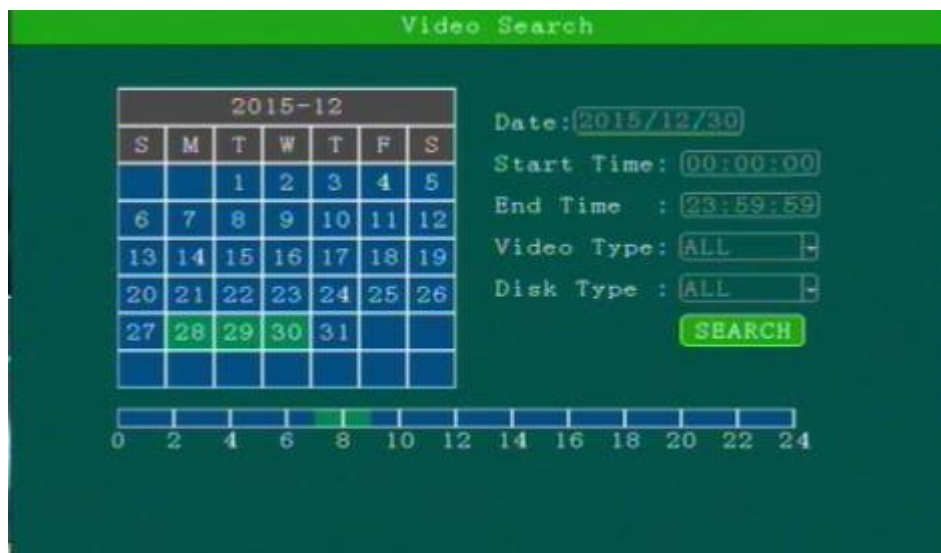 Video Search
2015-12
S M T W T F S
1 2 3 4 5
6 7 8 9 10 11 12
13 14 15 16 17 18 19
20 21 22 23 24 25 26
27 28 29 30 31
Date:2015/12/30
Start Time: 00:00:00
End Time : 23:59:59
Video Type: ALL
Disk Type : ALL
SEARCH
0 2 4 6 8 10 12 14 16 18 20 22 24